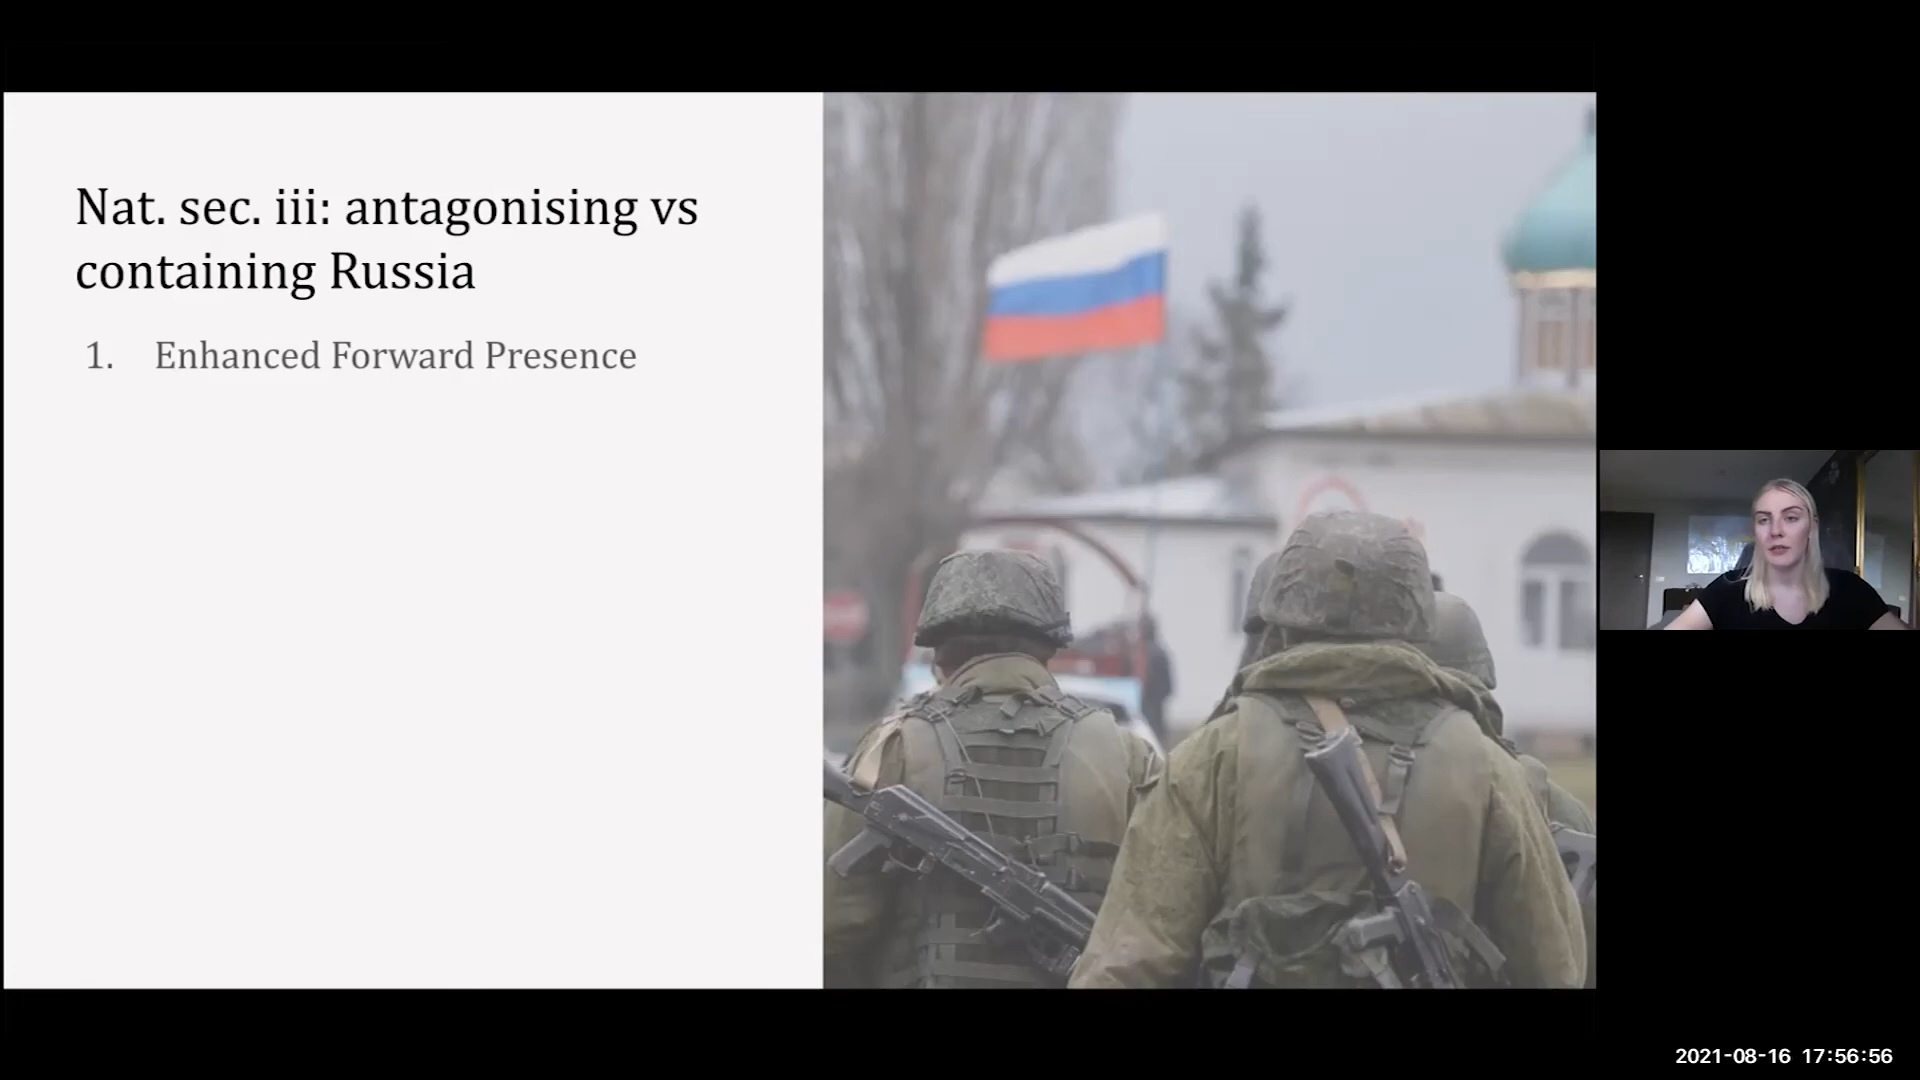 Nat. sec. iii: antagonising vs
containing Russia
1. Enhanced Forward Presence
2021-08-16 17:56:56